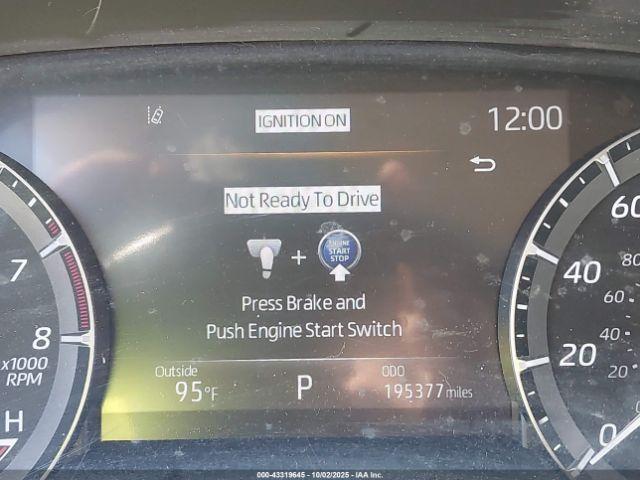 IGNITION ON
12:00
Not Ready To Drive
ENGINE
START
STOP
Press Brake and
Push Engine Start Switch
Outside
95°F
P
ODO
195377 miles
7
8
x1000
RPM
H
60
40
20
0
80
60
40
20
0
000-43319645 - 10/02/2025 - IAA Inc.